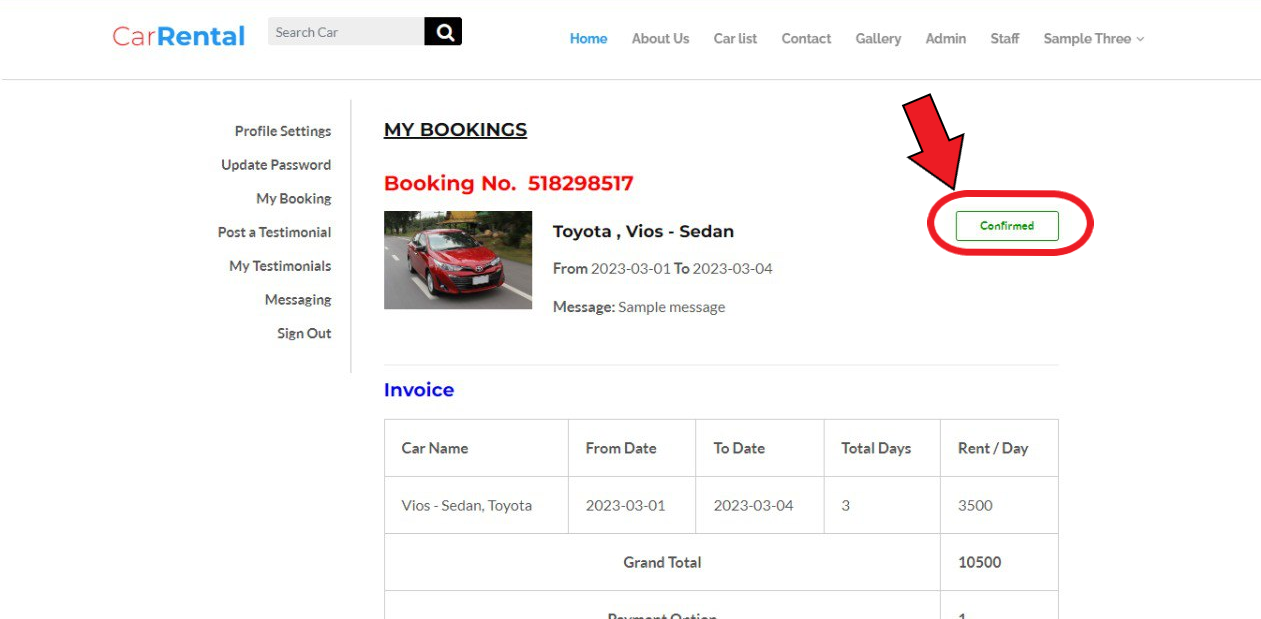 CarRental
Search Car
Home About Us Car list Contact Gallery Admin Staff Sample Three
Profile Settings
Update Password
My Booking
Post a Testimonial
My Testimonials
Messaging
Sign Out
MY BOOKINGS
Booking No. 518298517
Toyota , Vios - Sedan
Confirmed
From 2023-03-01 To 2023-03-04
Message: Sample message
Invoice
Car Name From Date To Date Total Days Rent / Day
Vios - Sedan, Toyota 2023-03-01 2023-03-04 3 3500
Grand Total 10500
Payment Option 1